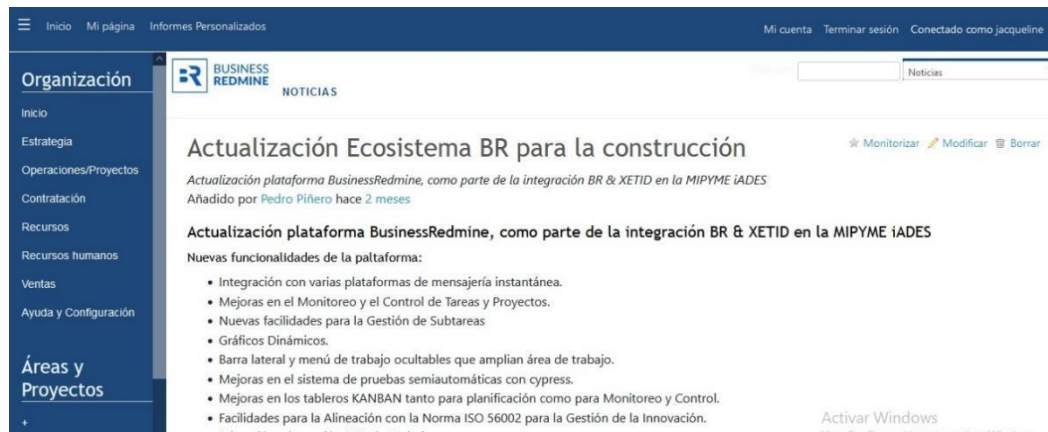 ☰ Inicio Mi página Informes Personalizados
Mi cuenta Terminar sesión Conectado como jacqueline
Organización
Inicio
Estrategia
Operaciones/Proyectos
Contratación
Recursos
Recursos humanos
Ventas
Ayuda y Configuración
Áreas y
Proyectos
+
BUSINESS
REDMINE
NOTICIAS
Noticias
Actualización Ecosistema BR para la construcción
Monitorizar Modificar Borrar
Actualización plataforma BusinessRedmine, como parte de la integración BR & XETID en la MIPYME iADES
Añadido por Pedro Piñero hace 2 meses
Actualización plataforma BusinessRedmine, como parte de la integración BR & XETID en la MIPYME iADES
Nuevas funcionalidades de la paltaforma:
• Integración con varias plataformas de mensajería instantánea.
• Mejoras en el Monitoreo y el Control de Tareas y Proyectos.
• Nuevas facilidades para la Gestión de Subtareas
• Gráficos Dinámicos.
• Barra lateral y menú de trabajo ocultables que amplian área de trabajo.
• Mejoras en el sistema de pruebas semiautomáticas con cypress.
• Mejoras en los tableros KANBAN tanto para planificación como para Monitoreo y Control.
• Facilidades para la Alineación con la Norma ISO 56002 para la Gestión de la Innovación.
Activar Windows